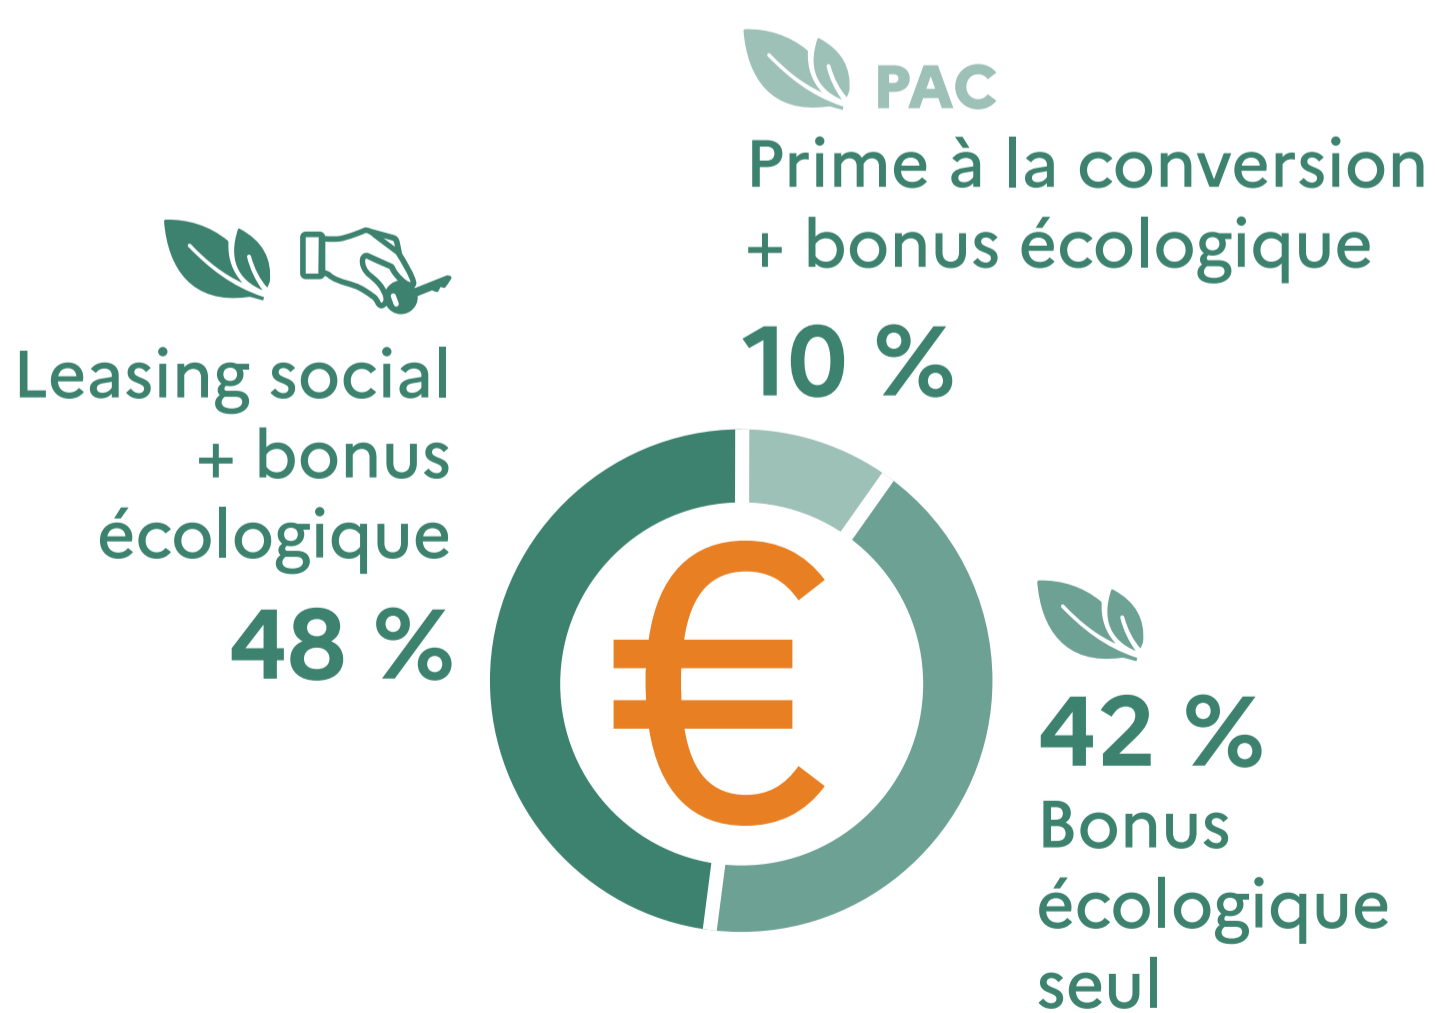 PAC
Prime à la conversion
+ bonus écologique
10 %
Leasing social
+ bonus
écologique
48 %
€
42 %
Bonus
écologique
seul